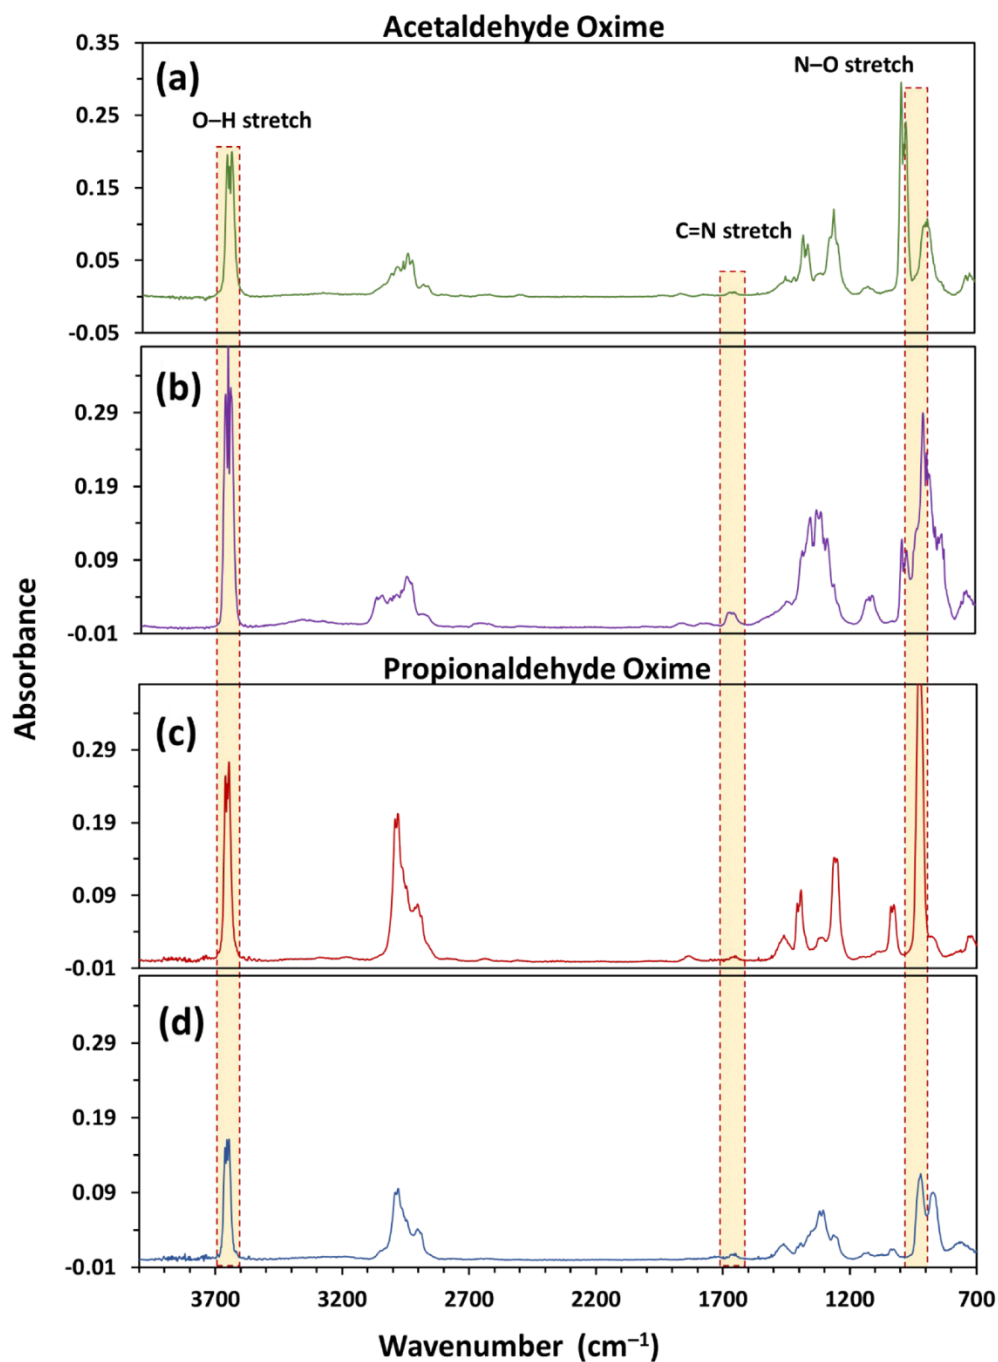 Acetaldehyde Oxime
0.35
(a)
N–O stretch
O–H stretch
0.25
0.15
C=N stretch
0.05
-0.05
(b)
0.29
0.19
0.09
-0.01
Absorbance
Propionaldehyde Oxime
(c)
0.29
0.19
0.09
-0.01
(d)
0.29
0.19
0.09
-0.01
3700 3200 2700 2200 1700 1200 700
Wavenumber (cm⁻¹)